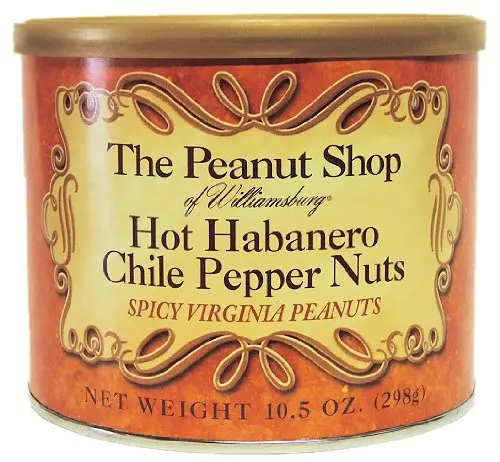 The Peanut Shop
of Williamsburg®
Hot Habanero
Chile Pepper Nuts
SPICY VIRGINIA PEANUTS
NET WEIGHT 10.5 OZ. (298g)